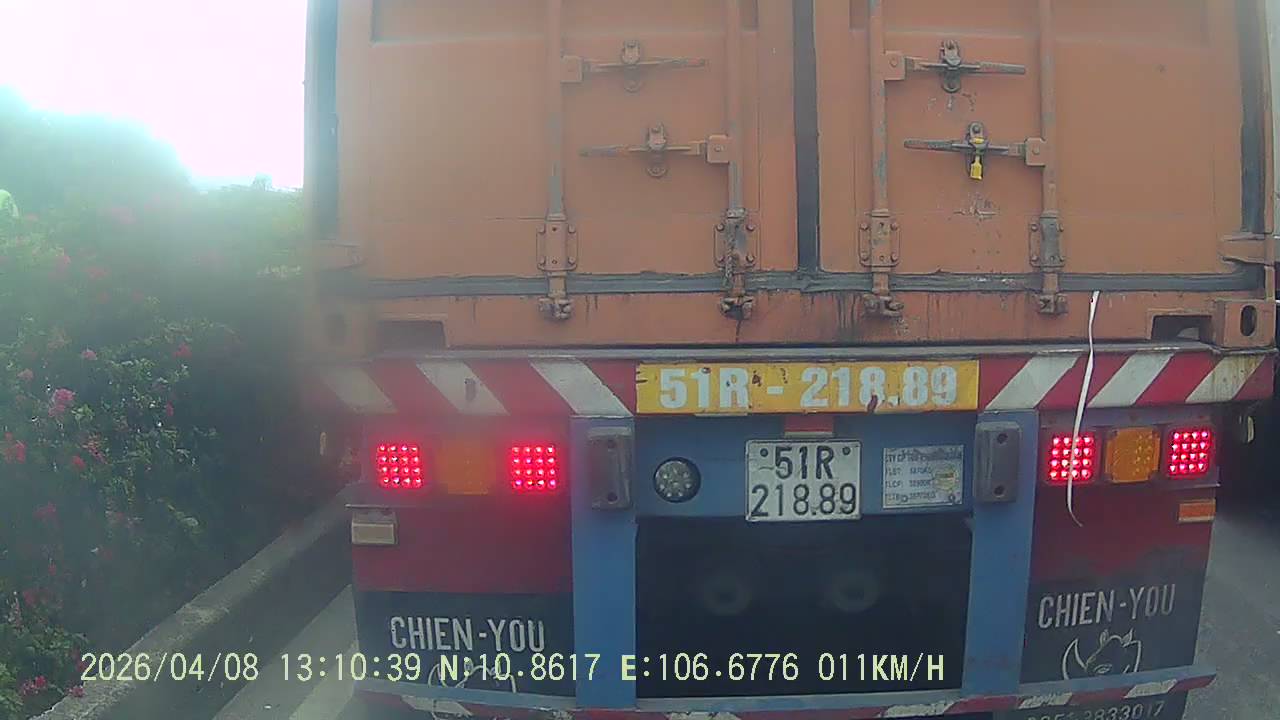 51R - 218.89
51R
218.89
CHIEN-YOU
CHIEN-YOU
2026/04/08 13:10:39 N:10.8617 E:106.6776 011KM/H